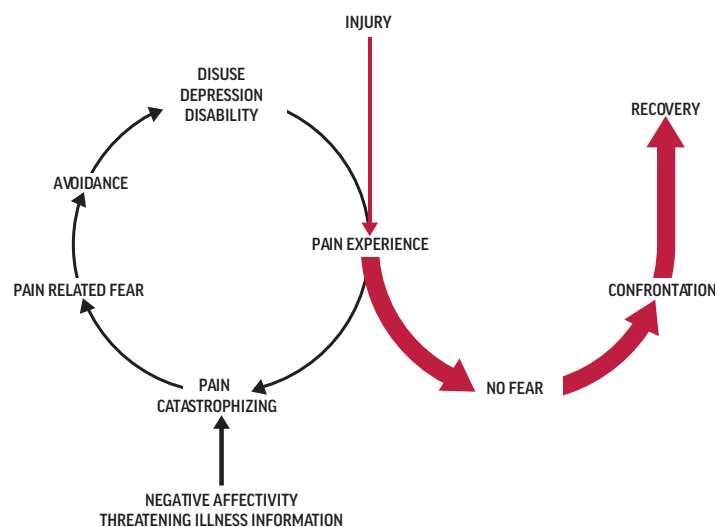 INJURY
DISUSE
DEPRESSION
DISABILITY
RECOVERY
AVOIDANCE
PAIN EXPERIENCE
PAIN RELATED FEAR
CONFRONTATION
PAIN
CATASTROPHIZING
NO FEAR
NEGATIVE AFFECTIVITY
THREATENING ILLNESS INFORMATION